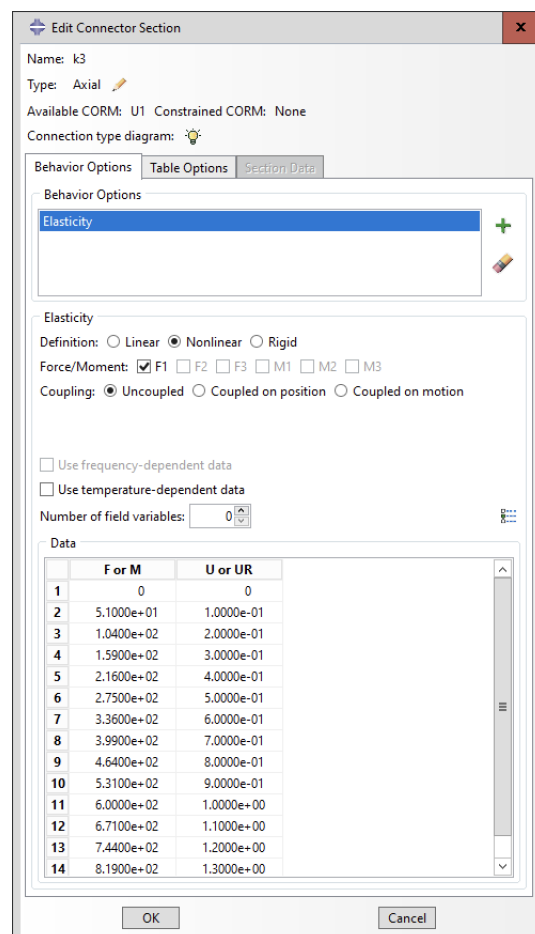 Edit Connector Section
x
Name: k3
Type: Axial
Available CORM: U1 Constrained CORM: None
Connection type diagram:
Behavior Options Table Options Section Data
Behavior Options
Elasticity
Elasticity
Definition: Linear Nonlinear Rigid
Force/Moment: F1 F2 F3 M1 M2 M3
Coupling: Uncoupled Coupled on position Coupled on motion
Use frequency-dependent data
Use temperature-dependent data
Number of field variables: 0
Data
F or M U or UR
1 0 0
2 5.1000e+01 1.0000e-01
3 1.0400e+02 2.0000e-01
4 1.5900e+02 3.0000e-01
5 2.1600e+02 4.0000e-01
6 2.7500e+02 5.0000e-01
7 3.3600e+02 6.0000e-01
8 3.9900e+02 7.0000e-01
9 4.6400e+02 8.0000e-01
10 5.3100e+02 9.0000e-01
11 6.0000e+02 1.0000e+00
12 6.7100e+02 1.1000e+00
13 7.4400e+02 1.2000e+00
14 8.1900e+02 1.3000e+00
OK Cancel